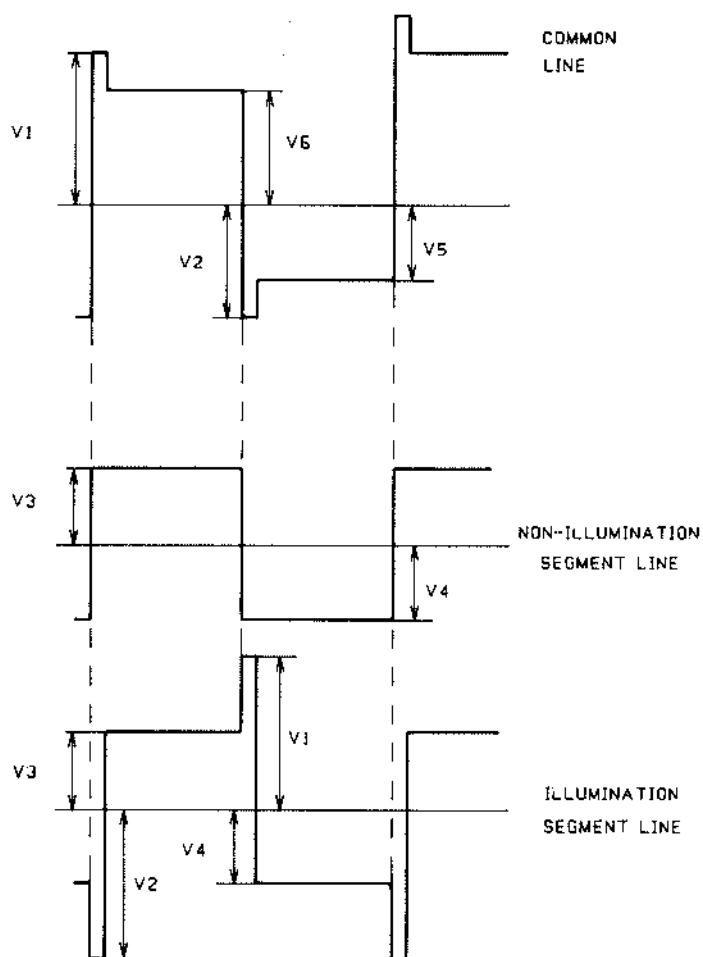 COMMON
LINE
V1
V6
V2
V5
V3
NON-ILLUMINATION
SEGMENT LINE
V4
V1
V3
ILLUMINATION
SEGMENT LINE
V4
V2